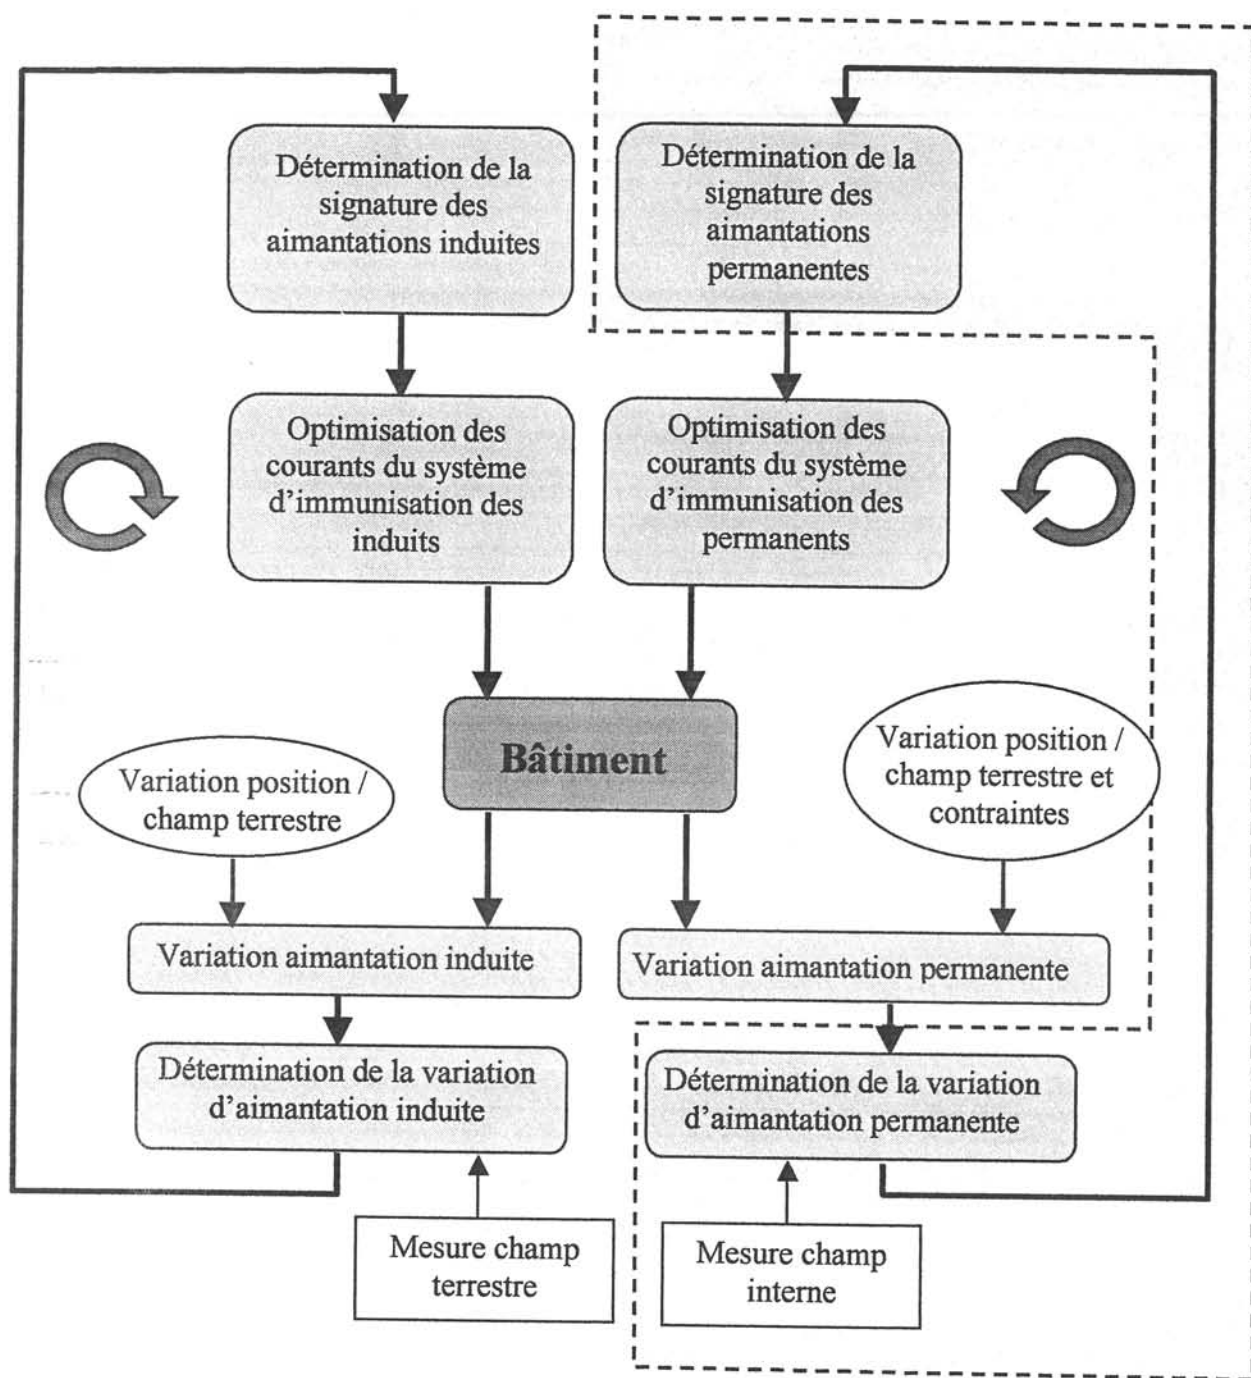 Détermination de la
signature des
aimantations induites
Détermination de la
signature des
aimantations
permanentes
Optimisation des
courants du système
d'immunisation des
induits
Optimisation des
courants du système
d'immunisation des
permanents
Bâtiment
Variation position /
champ terrestre
Variation position /
champ terrestre et
contraintes
Variation aimantation induite
Variation aimantation permanente
Détermination de la variation
d'aimantation induite
Détermination de la variation
d'aimantation permanente
Mesure champ
terrestre
Mesure champ
interne